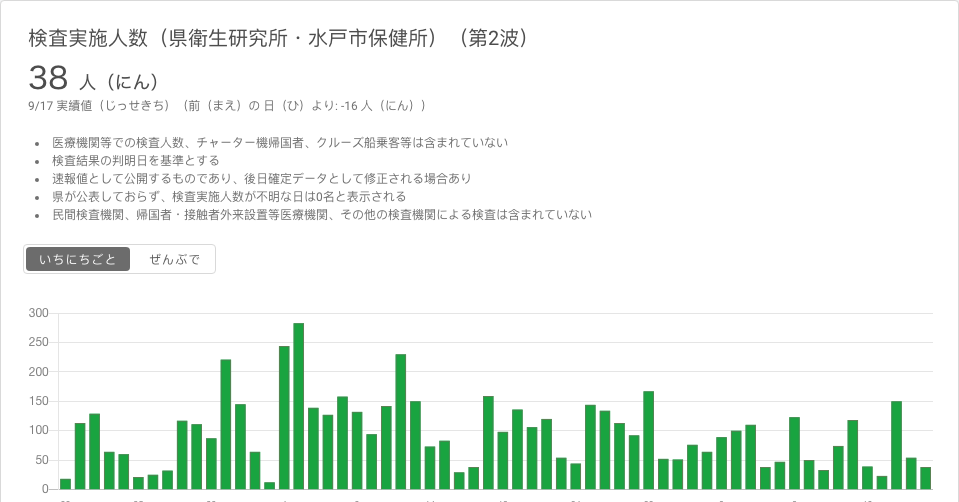 検査実施人数（県衛生研究所・水戸市保健所）（第2波）
38 人（にん）
9/17 実績値（じっせきち）（前（まえ）の 日（ひ）より: -16 人（にん））
医療機関等での検査人数、チャーター機帰国者、クルーズ船乗客等は含まれていない
検査結果の判明日を基準とする
速報値として公開するものであり、後日確定データとして修正される場合あり
県が公表しておらず、検査実施人数が不明な日は0名と表示される
民間検査機関、帰国者・接触者外来設置等医療機関、その他の検査機関による検査は含まれていない
いちにちごと ぜんぶで
300
250
200
150
100
50
0